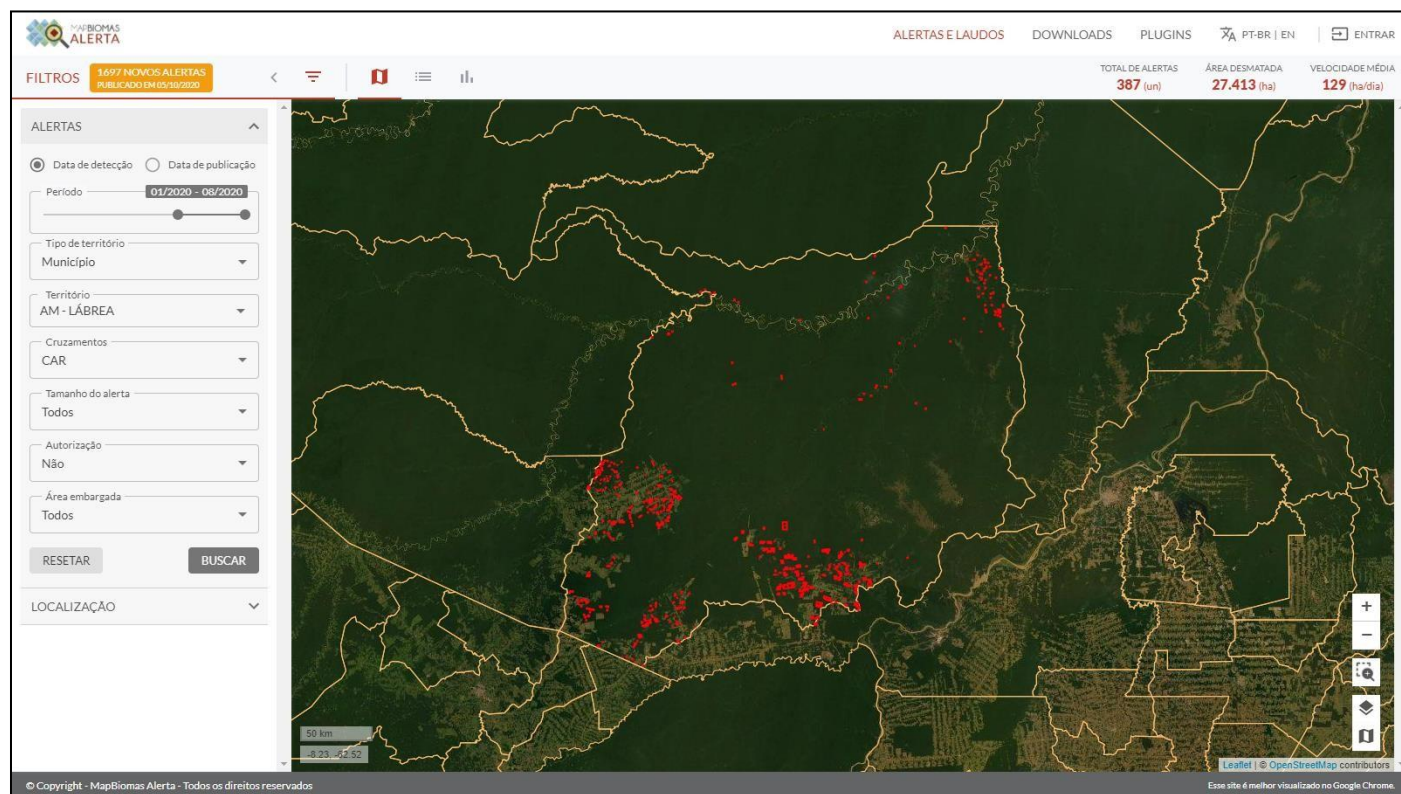 MAPBIOMAS
ALERTA
ALERTAS E LAUDOS DOWNLOADS PLUGINS PT-BR | EN ENTRAR
FILTROS
1697 NOVOS ALERTAS
PUBLICADO EM 05/10/2020
TOTAL DE ALERTAS
387 (un)
ÁREA DESMATADA
27.413 (ha)
VELOCIDADE MÉDIA
129 (ha/dia)
ALERTAS
Data de detecção Data de publicação
Período 01/2020 - 08/2020
Tipo de território
Município
Território
AM - LÁBREA
Cruzamentos
CAR
Tamanho do alerta
Todos
Autorização
Não
Área embargada
Todos
RESETAR BUSCAR
LOCALIZAÇÃO
+
−
50 km
-8.23, -62.52
Leaflet | © OpenStreetMap contributors
© Copyright - MapBiomas Alerta - Todos os direitos reservados
Esse site é melhor visualizado no Google Chrome.